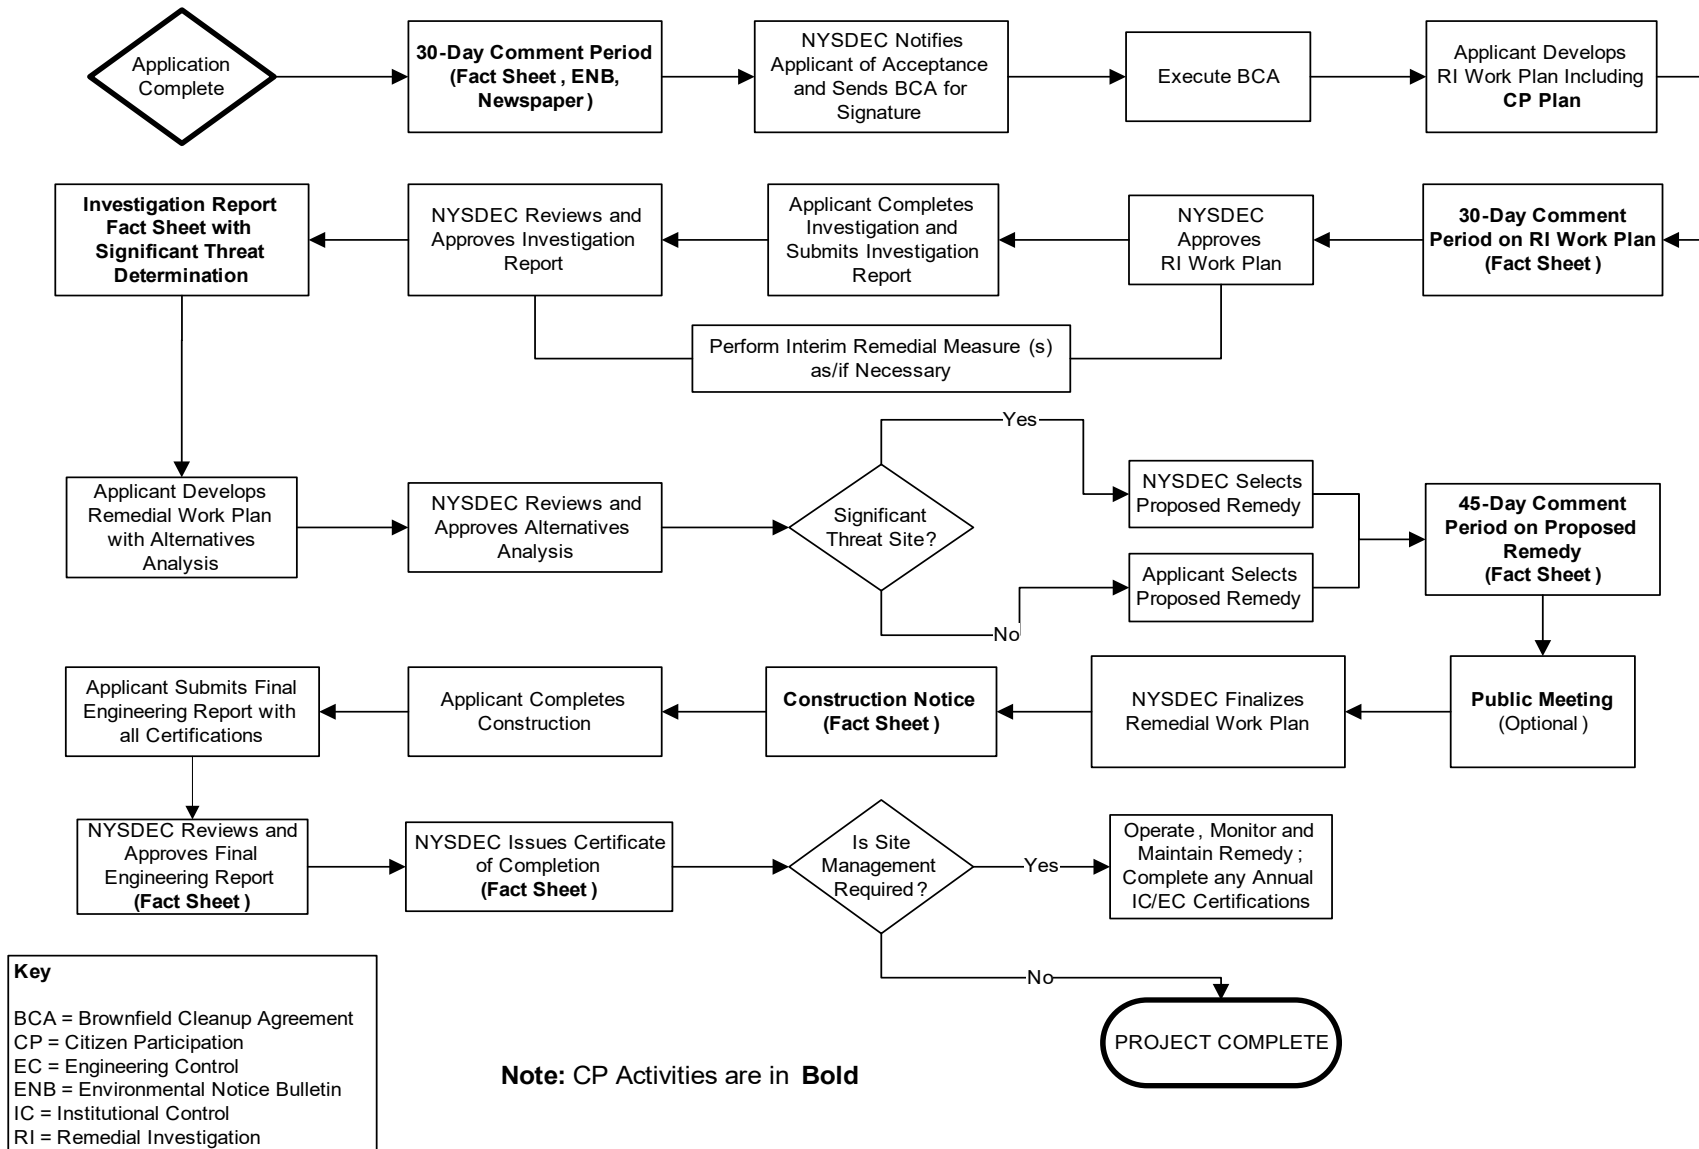 Application
Complete
30-Day Comment Period
(Fact Sheet , ENB,
Newspaper )
NYSDEC Notifies
Applicant of Acceptance
and Sends BCA for
Signature
Execute BCA
Applicant Develops
RI Work Plan Including
CP Plan
Investigation Report
Fact Sheet with
Significant Threat
Determination
NYSDEC Reviews and
Approves Investigation
Report
Applicant Completes
Investigation and
Submits Investigation
Report
NYSDEC
Approves
RI Work Plan
30-Day Comment
Period on RI Work Plan
(Fact Sheet )
Perform Interim Remedial Measure (s)
as/if Necessary
Applicant Develops
Remedial Work Plan
with Alternatives
Analysis
NYSDEC Reviews and
Approves Alternatives
Analysis
Significant
Threat Site?
Yes
No
NYSDEC Selects
Proposed Remedy
Applicant Selects
Proposed Remedy
45-Day Comment
Period on Proposed
Remedy
(Fact Sheet )
Applicant Submits Final
Engineering Report with
all Certifications
Applicant Completes
Construction
Construction Notice
(Fact Sheet )
NYSDEC Finalizes
Remedial Work Plan
Public Meeting
(Optional )
NYSDEC Reviews and
Approves Final
Engineering Report
(Fact Sheet )
NYSDEC Issues Certificate
of Completion
(Fact Sheet )
Is Site
Management
Required?
Yes
Operate , Monitor and
Maintain Remedy ;
Complete any Annual
IC/EC Certifications
No
PROJECT COMPLETE
Key
BCA = Brownfield Cleanup Agreement
CP = Citizen Participation
EC = Engineering Control
ENB = Environmental Notice Bulletin
IC = Institutional Control
RI = Remedial Investigation
Note: CP Activities are in Bold